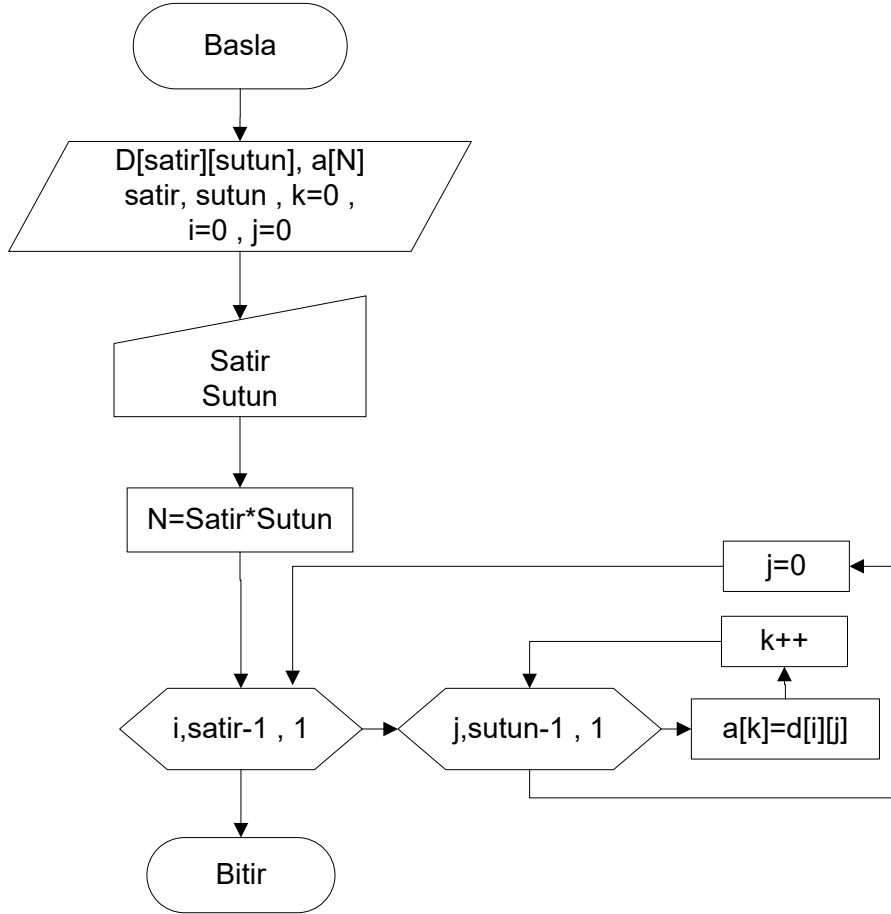 Basla
D[satir][sutun], a[N]
satir, sutun , k=0 ,
i=0 , j=0
Satir
Sutun
N=Satir*Sutun
j=0
k++
i,satir-1 , 1
j,sutun-1 , 1
a[k]=d[i][j]
Bitir